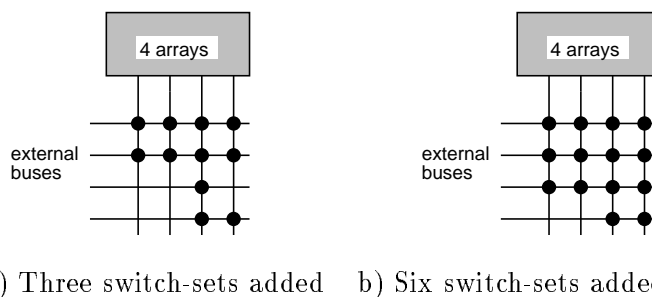 4 arrays
external
buses
4 arrays
external
buses
) Three switch-sets added
b) Six switch-sets adde